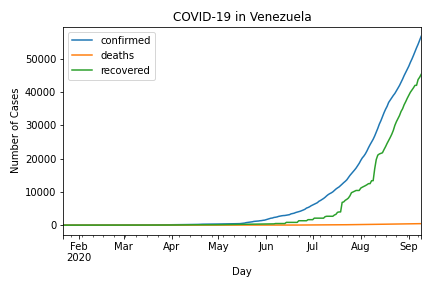 COVID-19 in Venezuela
confirmed
deaths
recovered
Number of Cases
50000
40000
30000
20000
10000
0
Feb Mar Apr May Jun Jul Aug Sep
2020
Day